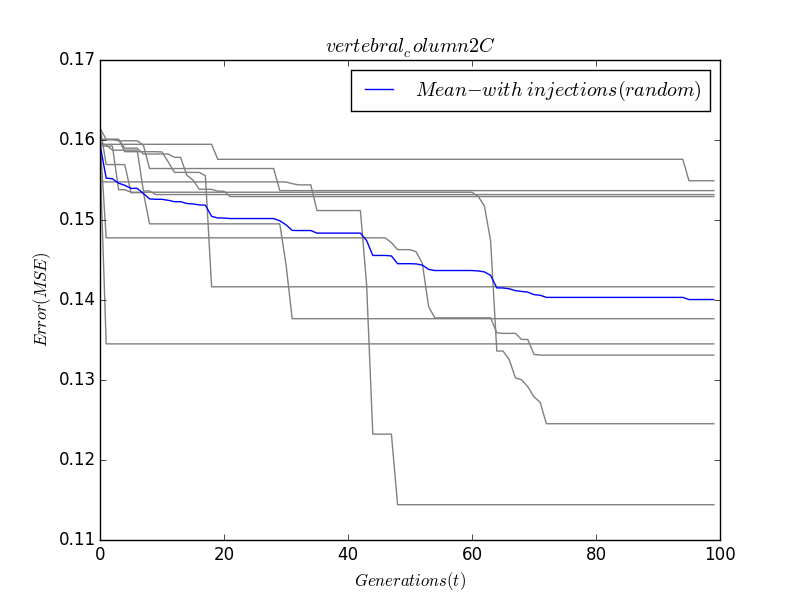 vertebral_column2C
0.17
Mean−with injections(random)
0.16
0.15
0.14
0.13
0.12
0.11
Error(MSE)
0 20 40 60 80 100
Generations(t)